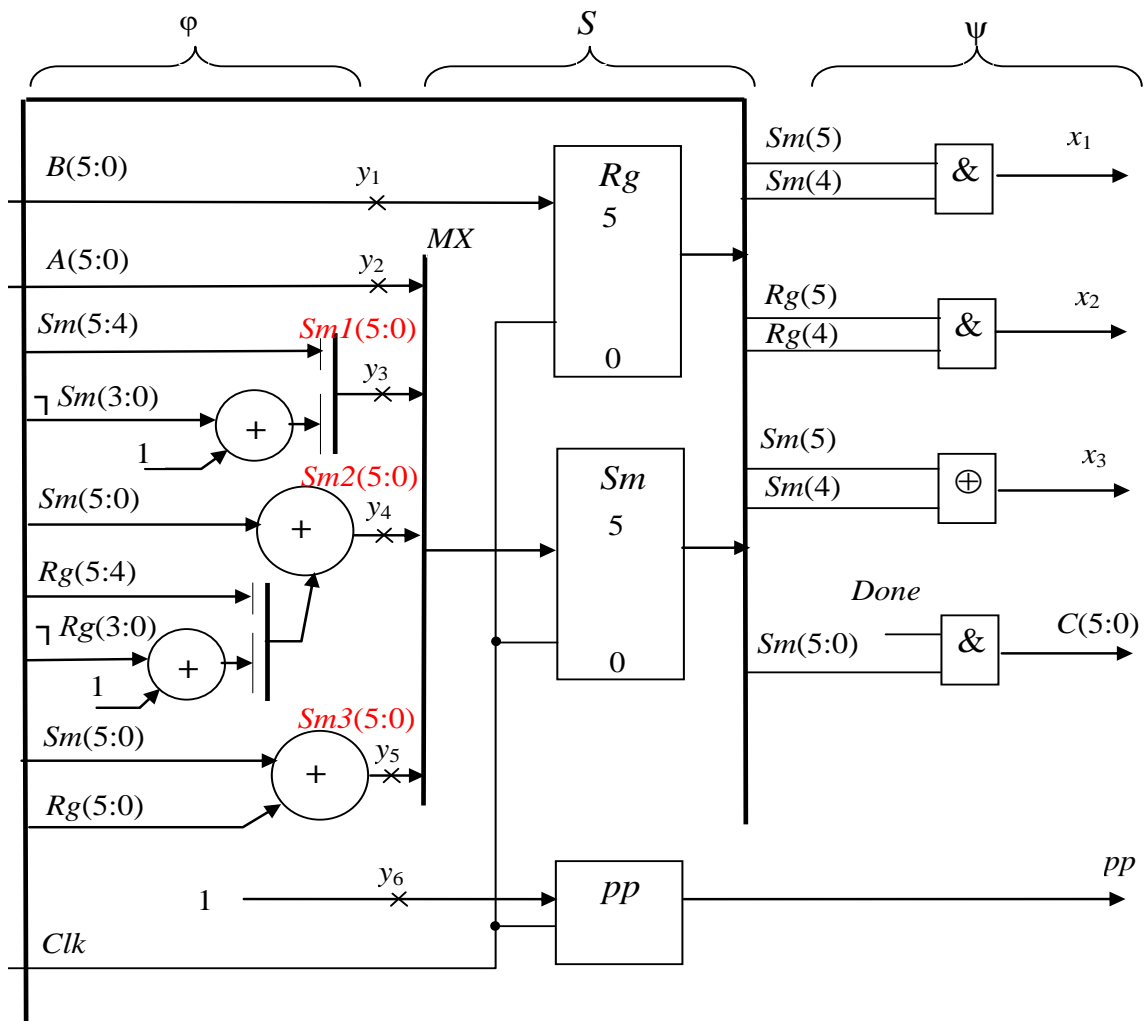 φ
S
ψ
B(5:0)
y₁
Rg
5
0
Sm(5)
Sm(4)
&
x₁
A(5:0)
y₂
MX
Sm(5:4)
Sm1(5:0)
y₃
Rg(5)
Rg(4)
&
x₂
┐Sm(3:0)
+
1
Sm2(5:0)
Sm(5:0)
+
y₄
Sm
5
0
Sm(5)
Sm(4)
⊕
x₃
Rg(5:4)
┐Rg(3:0)
+
1
Done
Sm(5:0)
&
C(5:0)
Sm3(5:0)
Sm(5:0)
+
y₅
Rg(5:0)
1
y₆
pp
pp
Clk